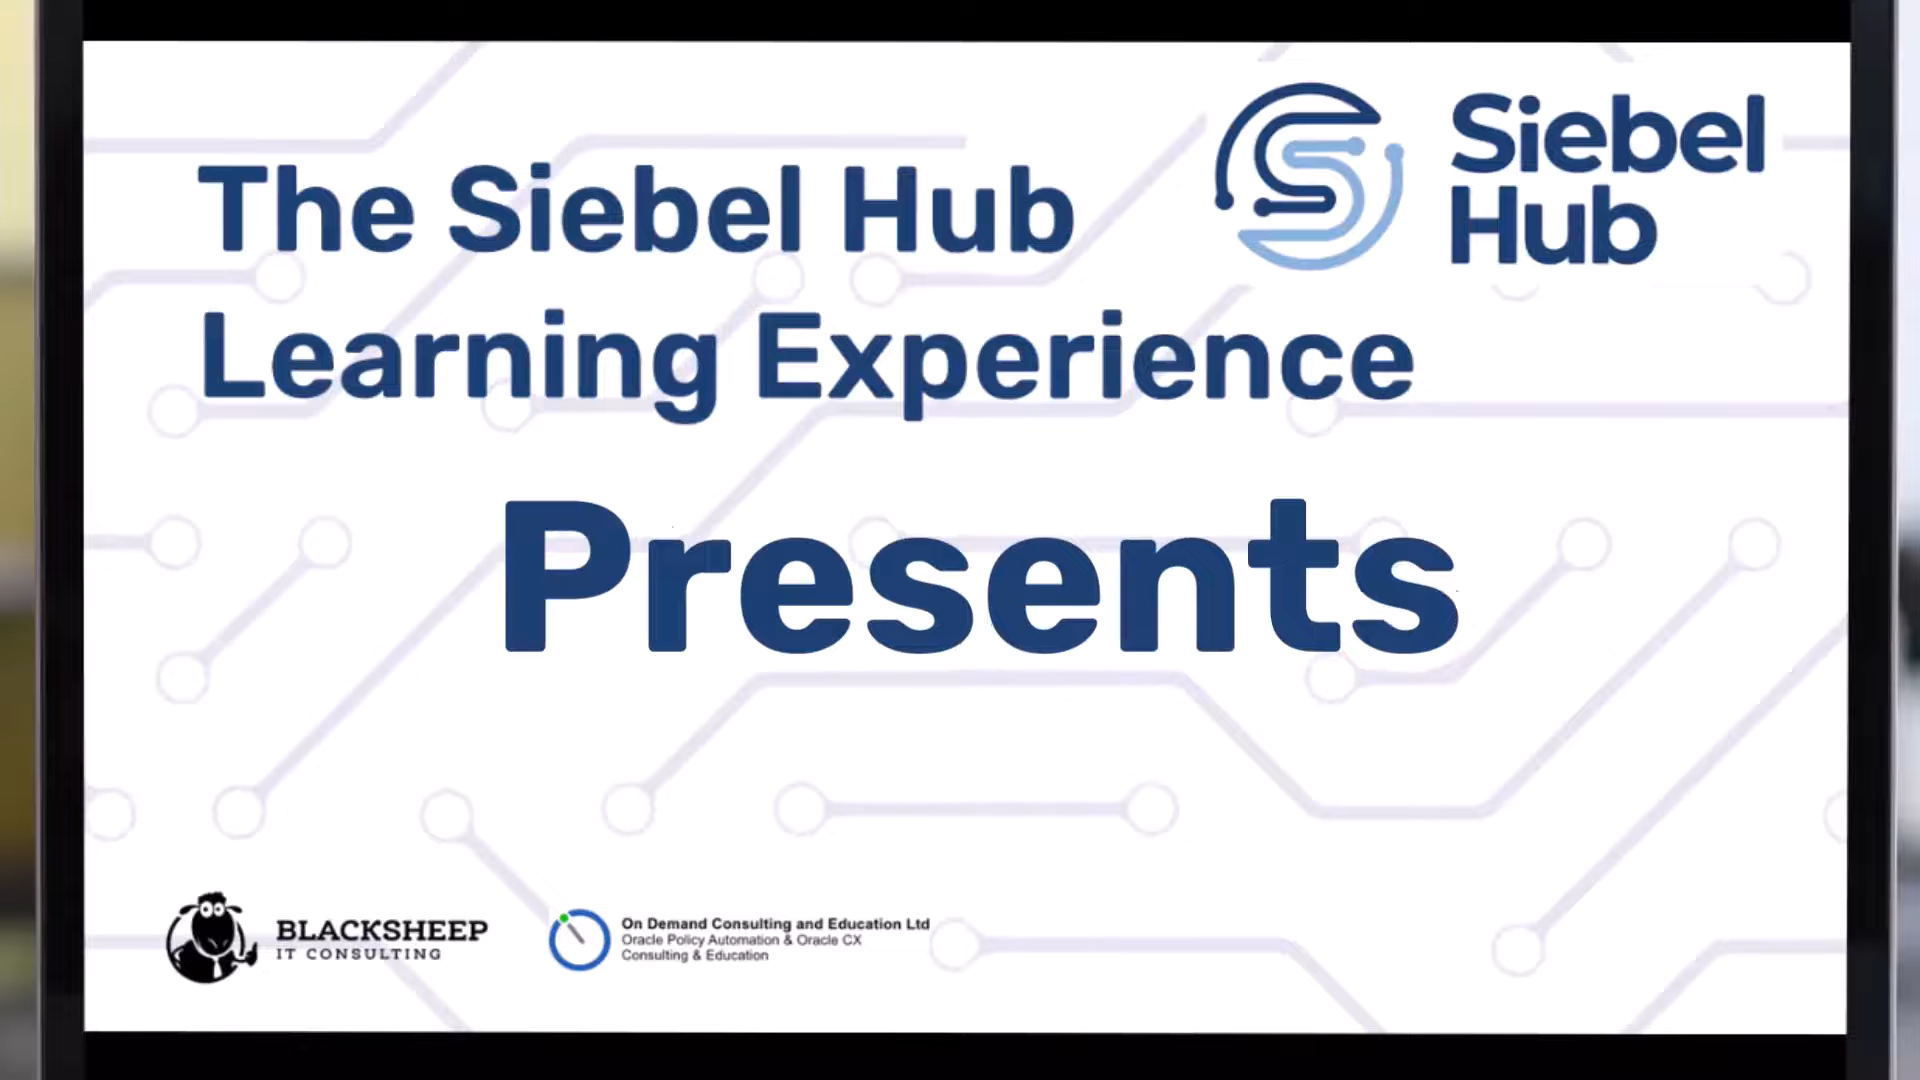 The Siebel Hub
Learning Experience
Presents
Siebel
Hub
BLACKSHEEP
IT CONSULTING
On Demand Consulting and Education Ltd
Oracle Policy Automation & Oracle CX
Consulting & Education